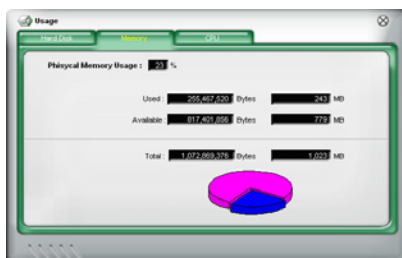 Usage
Hard Disk Memory CPU
Phisycal Memory Usage : 23 %
Used : 255,467,520 Bytes 243 MB
Available : 817,401,856 Bytes 779 MB
Total : 1,072,869,376 Bytes 1,023 MB